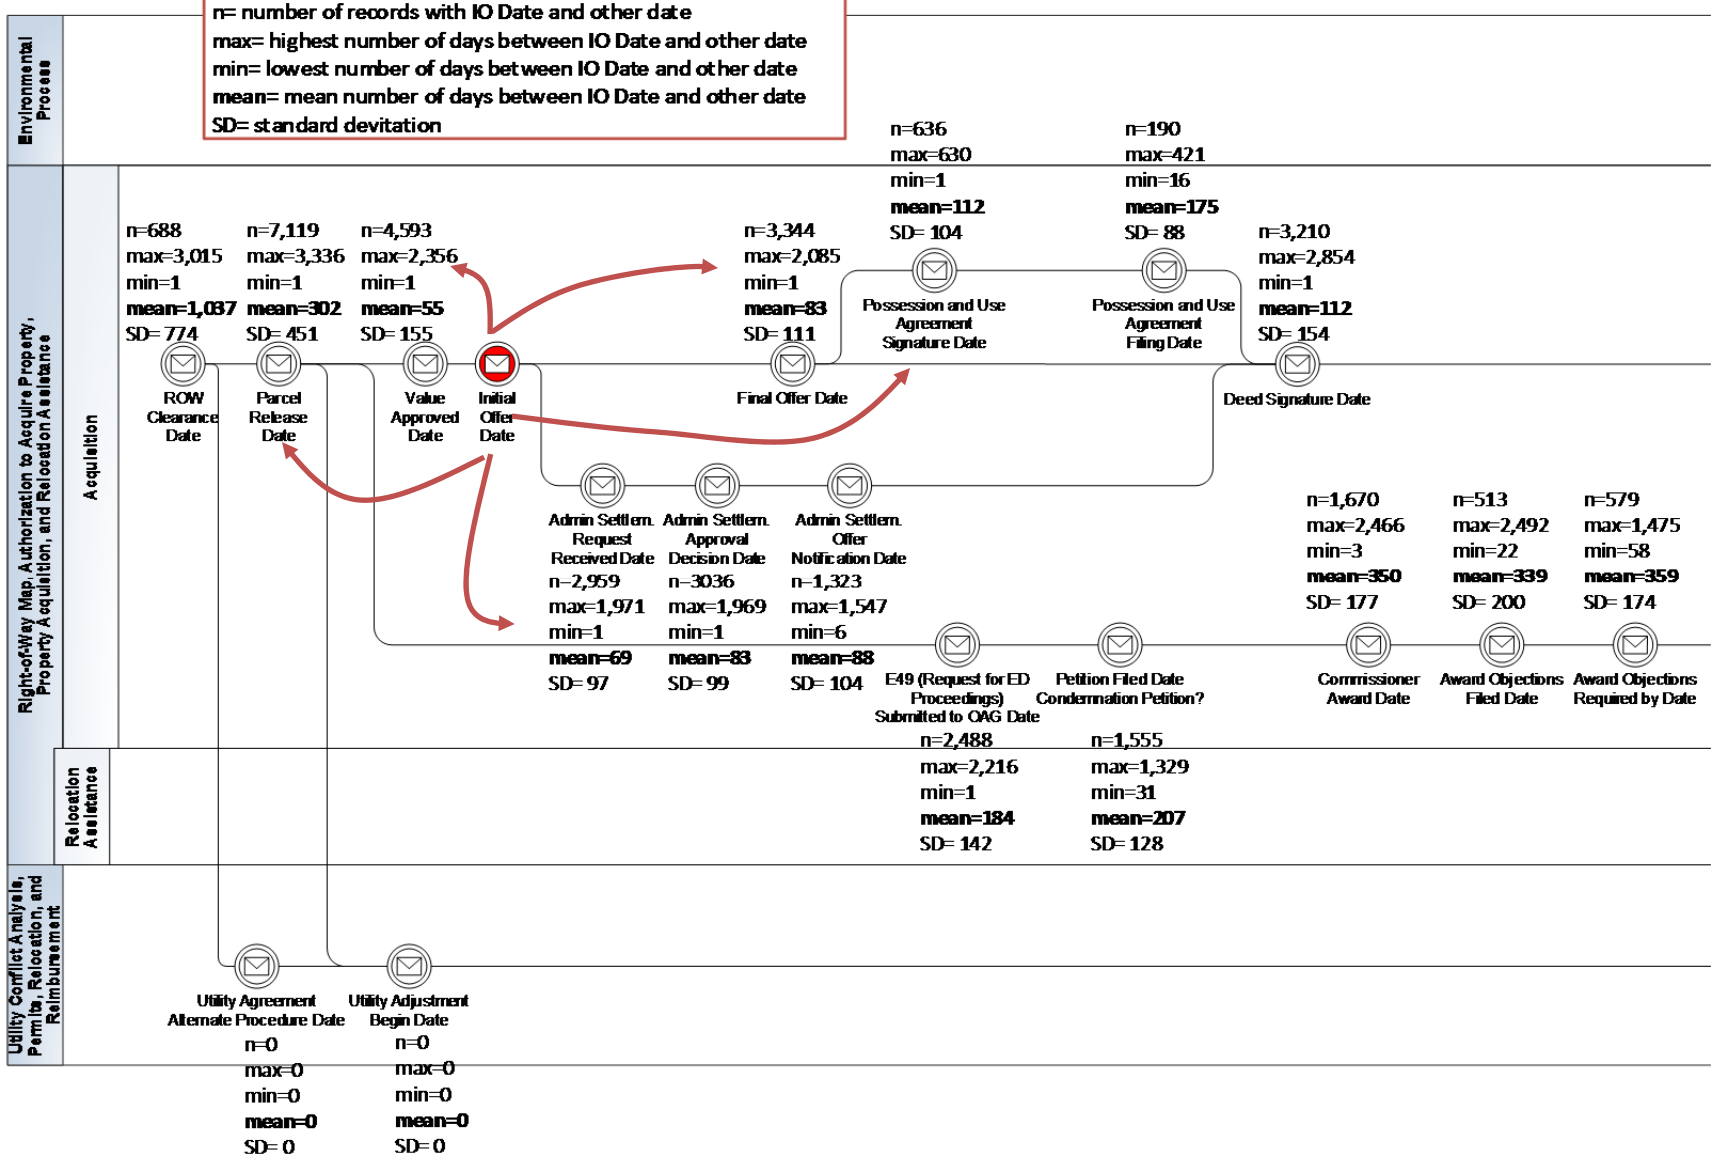 n= number of records with IO Date and other date
max= highest number of days between IO Date and other date
min= lowest number of days between IO Date and other date
mean= mean number of days between IO Date and other date
SD= standard devitation
Environmental
Process
Right-of-Way Map, Authorization to Acquire Property,
Property Acquisition, and Relocation Assistance
Acquisition
Relocation
Assistance
Utility Conflict Analysis,
Permits, Relocation, and
Reimbursement
n=688
max=3,015
min=1
mean=1,037
SD= 774
ROW
Clearance
Date
n=7,119
max=3,336
min=1
mean=302
SD= 451
Parcel
Release
Date
n=4,593
max=2,356
min=1
mean=55
SD= 155
Value
Approved
Date
Initial
Offer
Date
n=3,344
max=2,085
min=1
mean=83
SD= 111
Final Offer Date
n=636
max=630
min=1
mean=112
SD= 104
Possession and Use
Agreement
Signature Date
n=190
max=421
min=16
mean=175
SD= 88
Possession and Use
Agreement
Filing Date
n=3,210
max=2,854
min=1
mean=112
SD= 154
Deed Signature Date
Admin Settlem.
Request
Received Date
n=2,959
max=1,971
min=1
mean=69
SD= 97
Admin Settlem.
Approval
Decision Date
n=3036
max=1,969
min=1
mean=83
SD= 99
Admin Settlem.
Offer
Notification Date
n=1,323
max=1,547
min=6
mean=88
SD= 104
E49 (Request for ED
Proceedings)
Submitted to OAG Date
n=2,488
max=2,216
min=1
mean=184
SD= 142
Petition Filed Date
Condemnation Petition?
n=1,555
max=1,329
min=31
mean=207
SD= 128
n=1,670
max=2,466
min=3
mean=350
SD= 177
Commissioner
Award Date
n=513
max=2,492
min=22
mean=339
SD= 200
Award Objections
Filed Date
n=579
max=1,475
min=58
mean=359
SD= 174
Award Objections
Required by Date
Utility Agreement
Alternate Procedure Date
n=0
max=0
min=0
mean=0
SD= 0
Utility Adjustment
Begin Date
n=0
max=0
min=0
mean=0
SD= 0